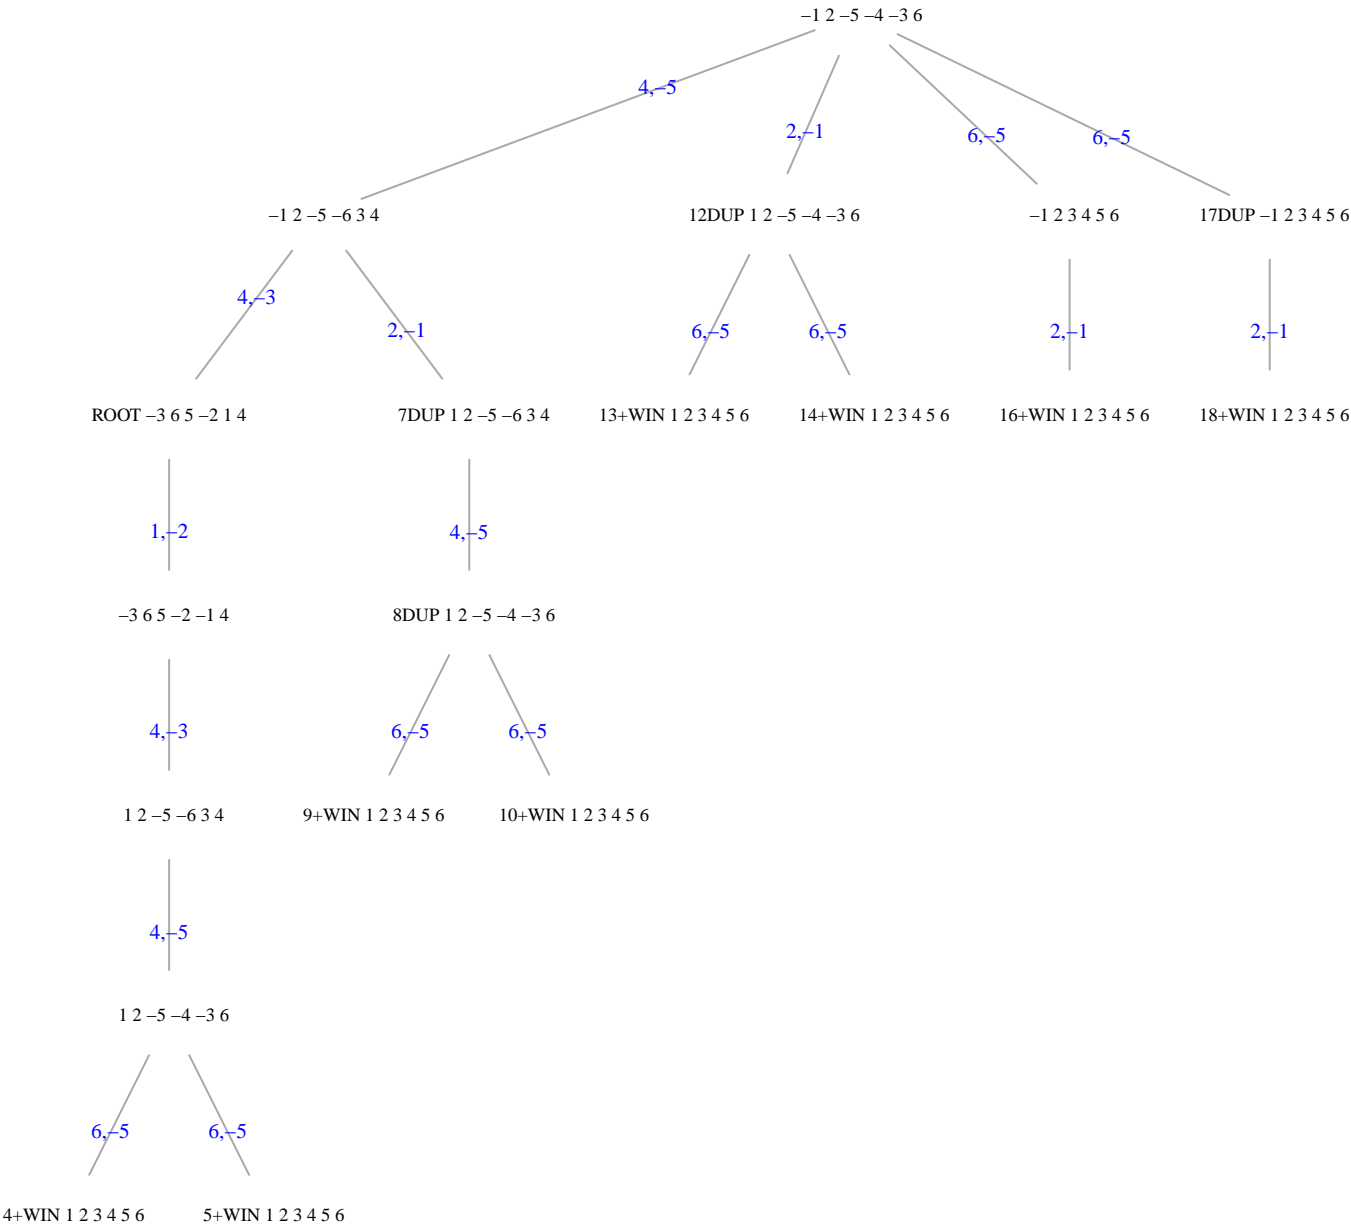 –1 2 –5 –4 –3 6
4,–5
2,–1
6,–5
6,–5
–1 2 –5 –6 3 4
12DUP 1 2 –5 –4 –3 6
–1 2 3 4 5 6
17DUP –1 2 3 4 5 6
4,–3
2,–1
6,–5
6,–5
2,–1
2,–1
ROOT –3 6 5 –2 1 4
7DUP 1 2 –5 –6 3 4
13+WIN 1 2 3 4 5 6
14+WIN 1 2 3 4 5 6
16+WIN 1 2 3 4 5 6
18+WIN 1 2 3 4 5 6
1,–2
4,–5
–3 6 5 –2 –1 4
8DUP 1 2 –5 –4 –3 6
4,–3
6,–5
6,–5
1 2 –5 –6 3 4
9+WIN 1 2 3 4 5 6
10+WIN 1 2 3 4 5 6
4,–5
1 2 –5 –4 –3 6
6,–5
6,–5
4+WIN 1 2 3 4 5 6
5+WIN 1 2 3 4 5 6